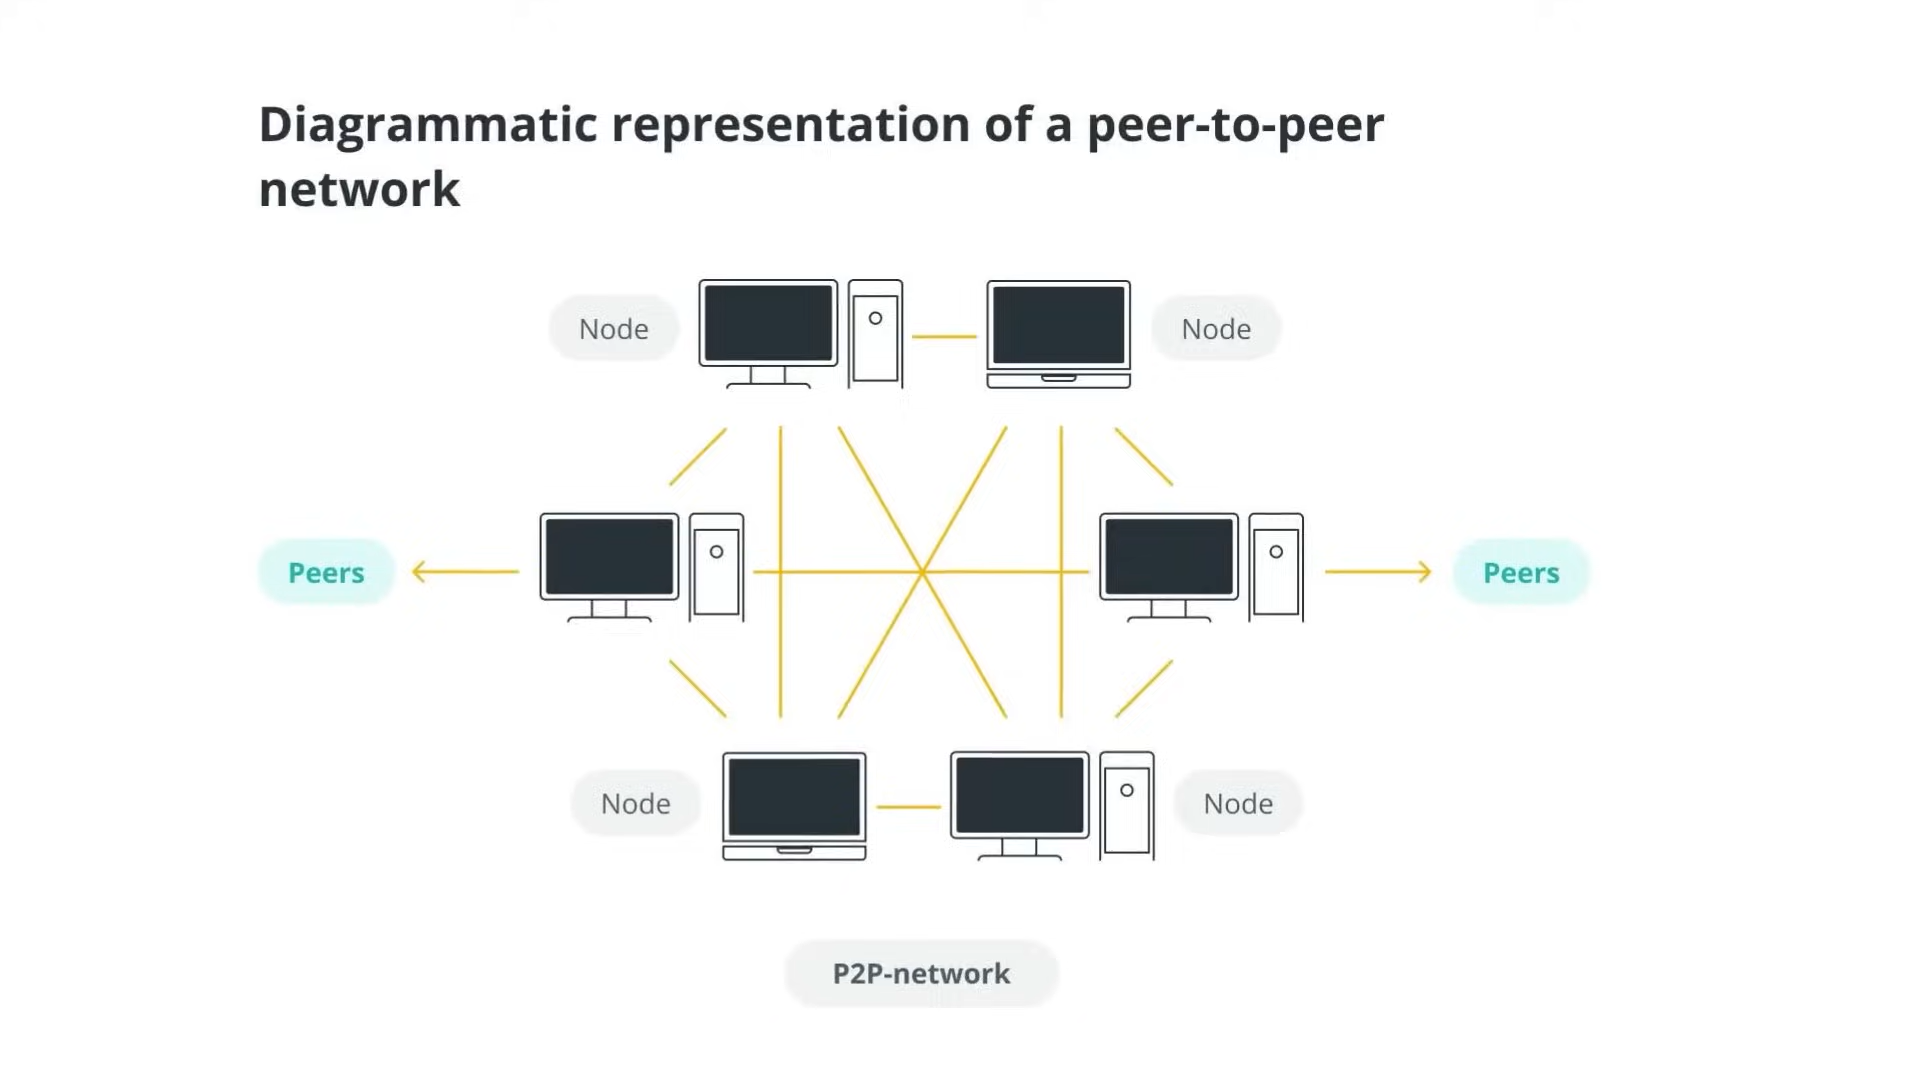 Diagrammatic representation of a peer-to-peer
network
Node
Node
Peers
Peers
Node
Node
P2P-network